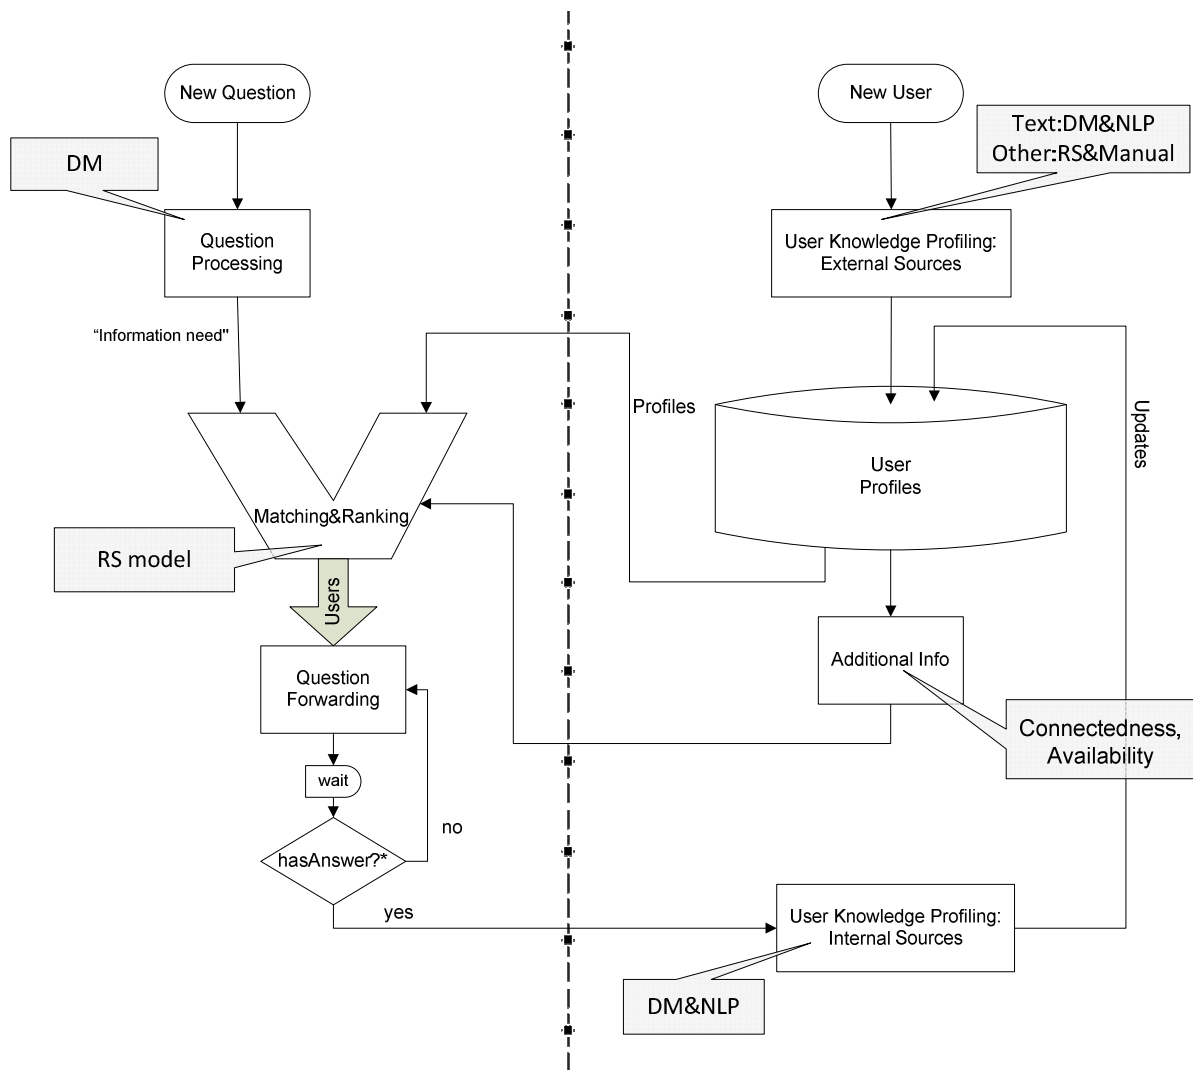 New Question
New User
Text:DM&NLP
Other:RS&Manual
DM
Question
Processing
User Knowledge Profiling:
External Sources
“Information need"
Profiles
Updates
User
Profiles
Matching&Ranking
RS model
Users
Additional Info
Question
Forwarding
Connectedness,
Availability
wait
no
hasAnswer?*
yes
User Knowledge Profiling:
Internal Sources
DM&NLP